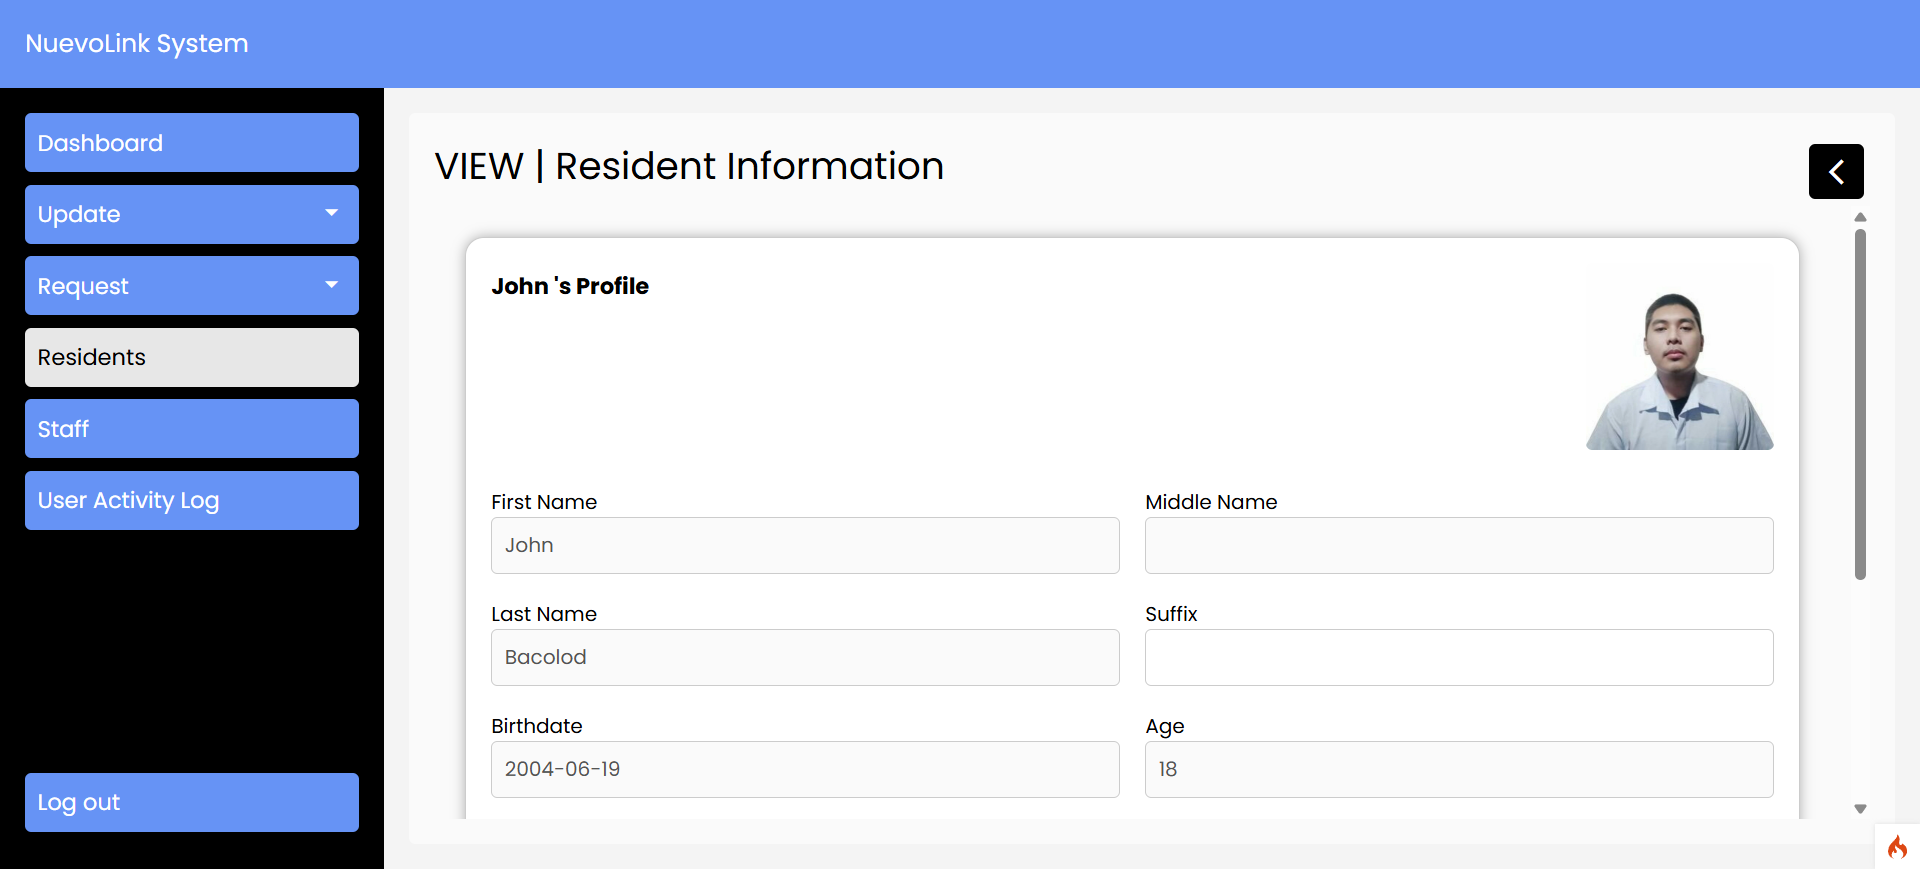 NuevoLink System
Dashboard
Update
Request
Residents
Staff
User Activity Log
Log out
VIEW | Resident Information
John 's Profile
First Name
John
Middle Name
Last Name
Bacolod
Suffix
Birthdate
2004-06-19
Age
18